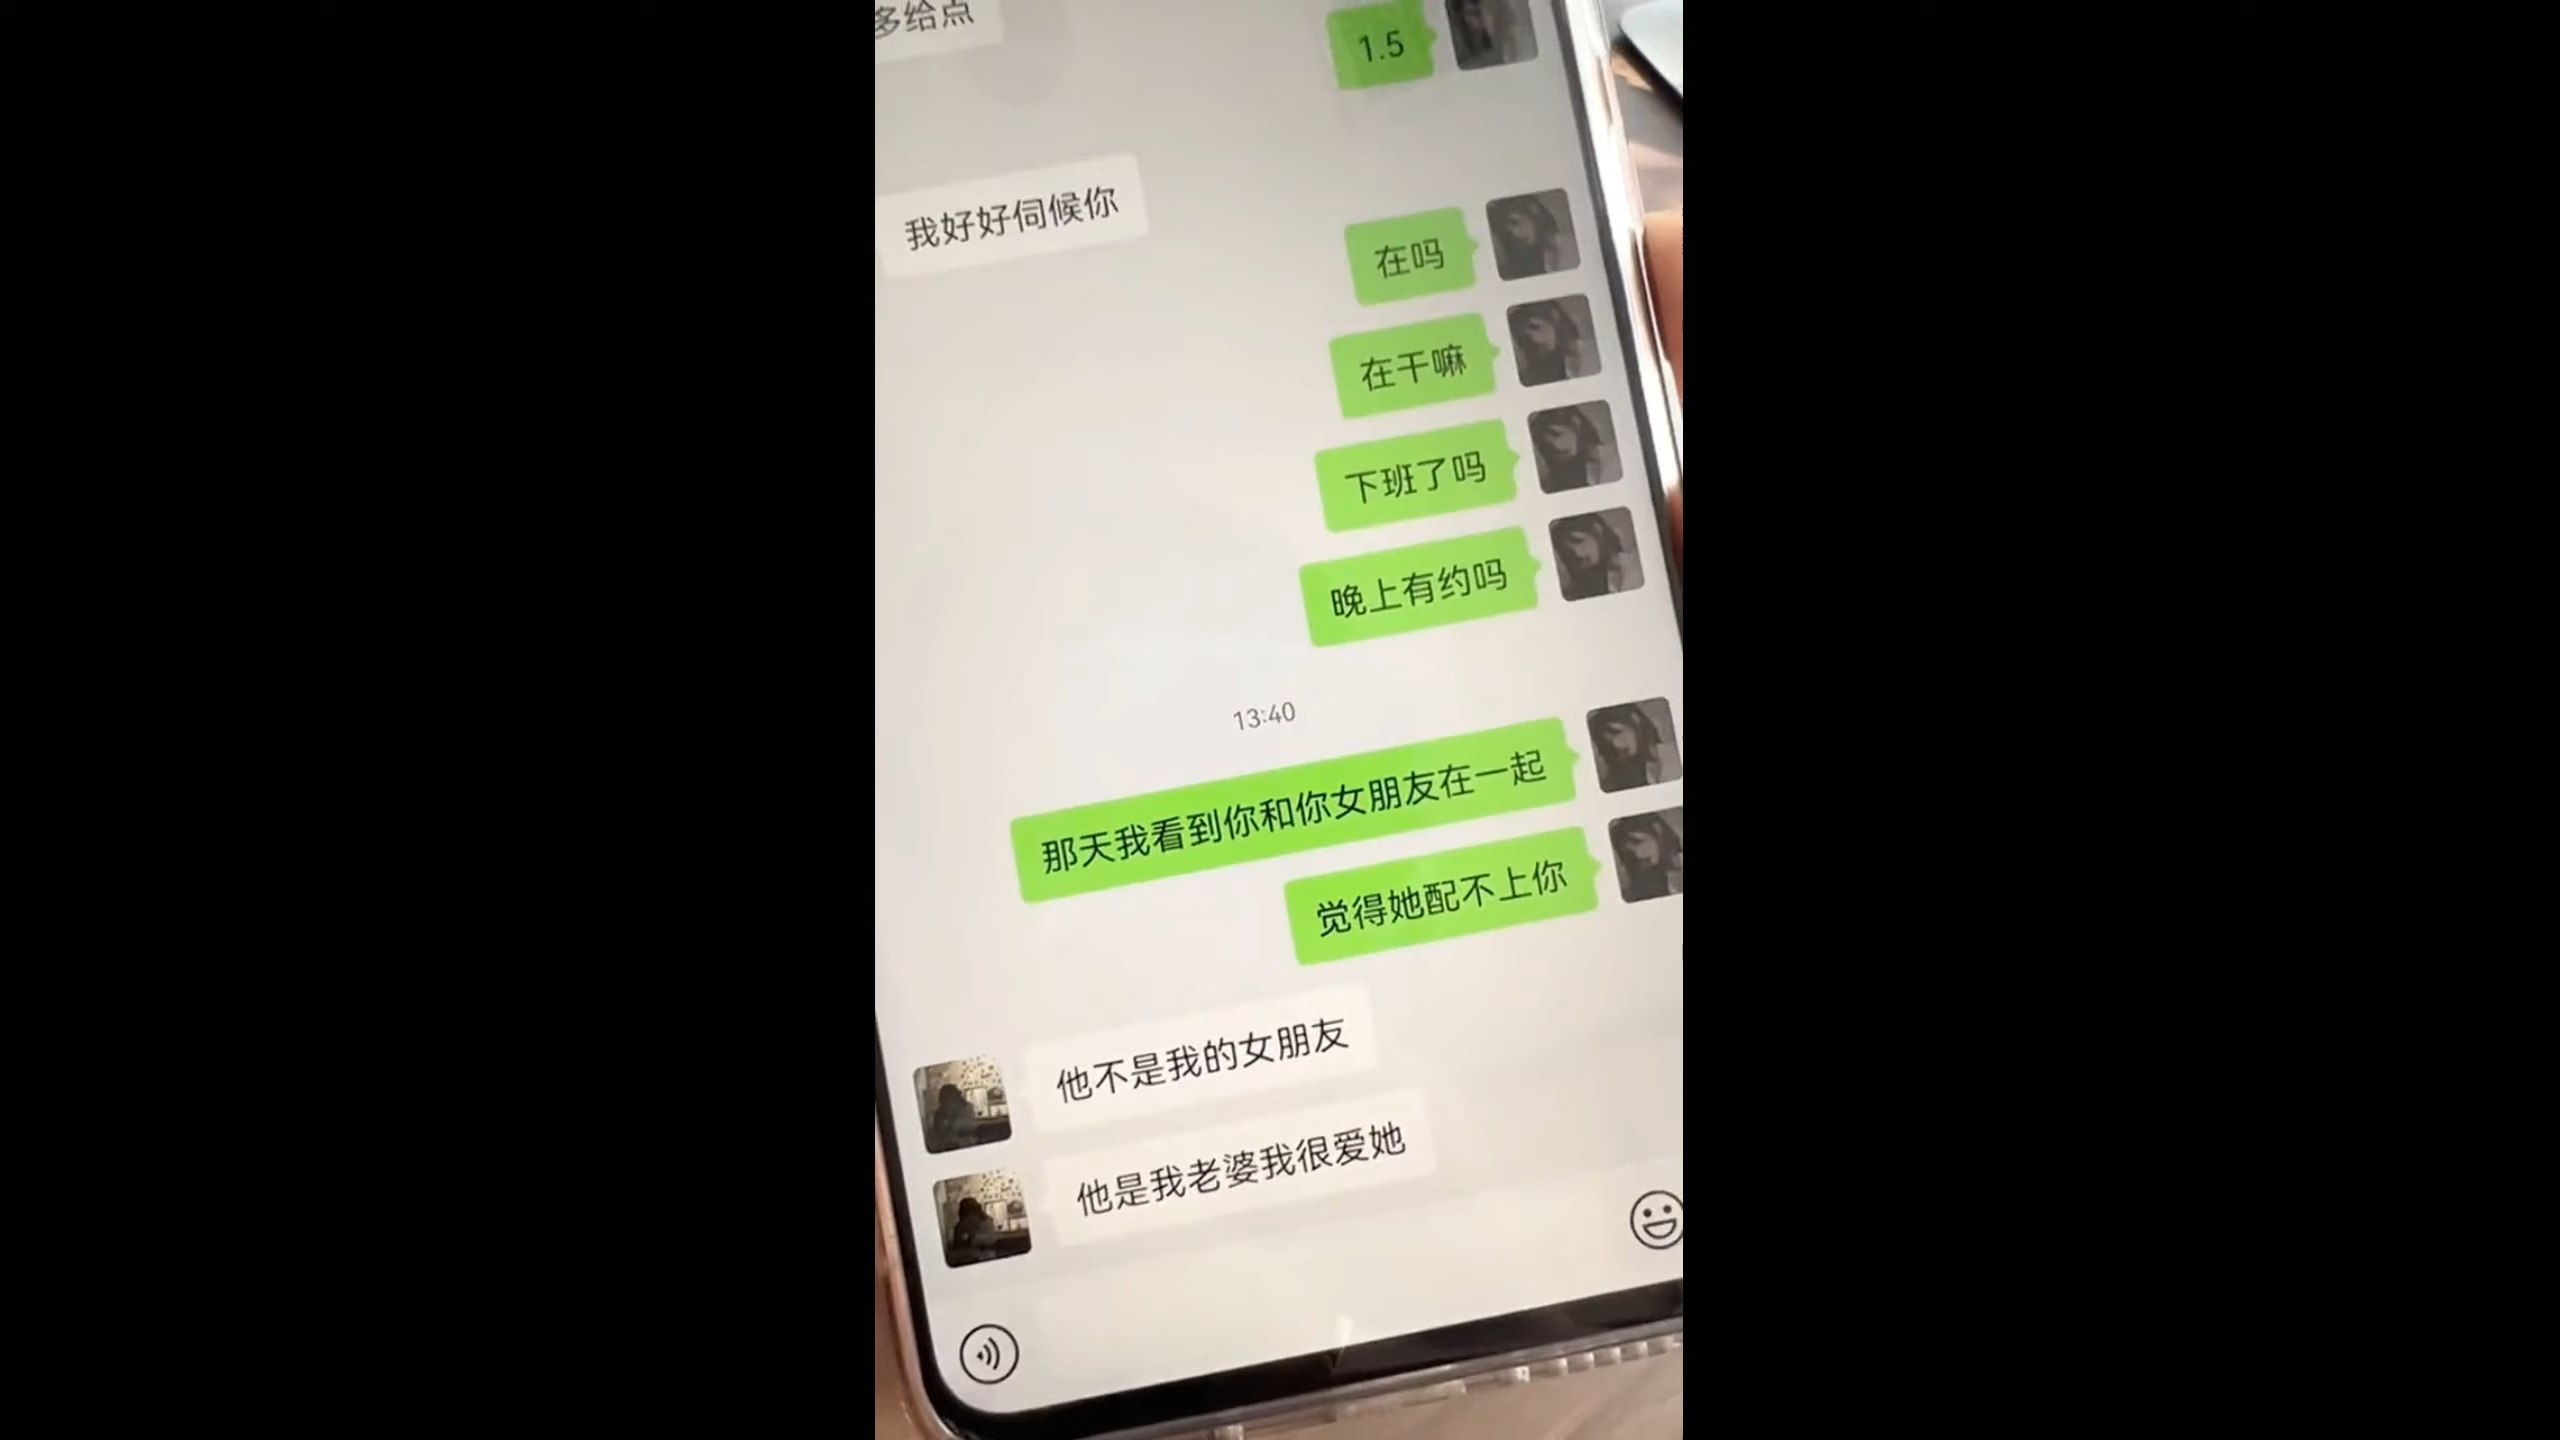 多给点
1.5
我好好伺候你
在吗
在干嘛
下班了吗
晚上有约吗
13:40
那天我看到你和你女朋友在一起
觉得她配不上你
他不是我的女朋友
他是我老婆我很爱她